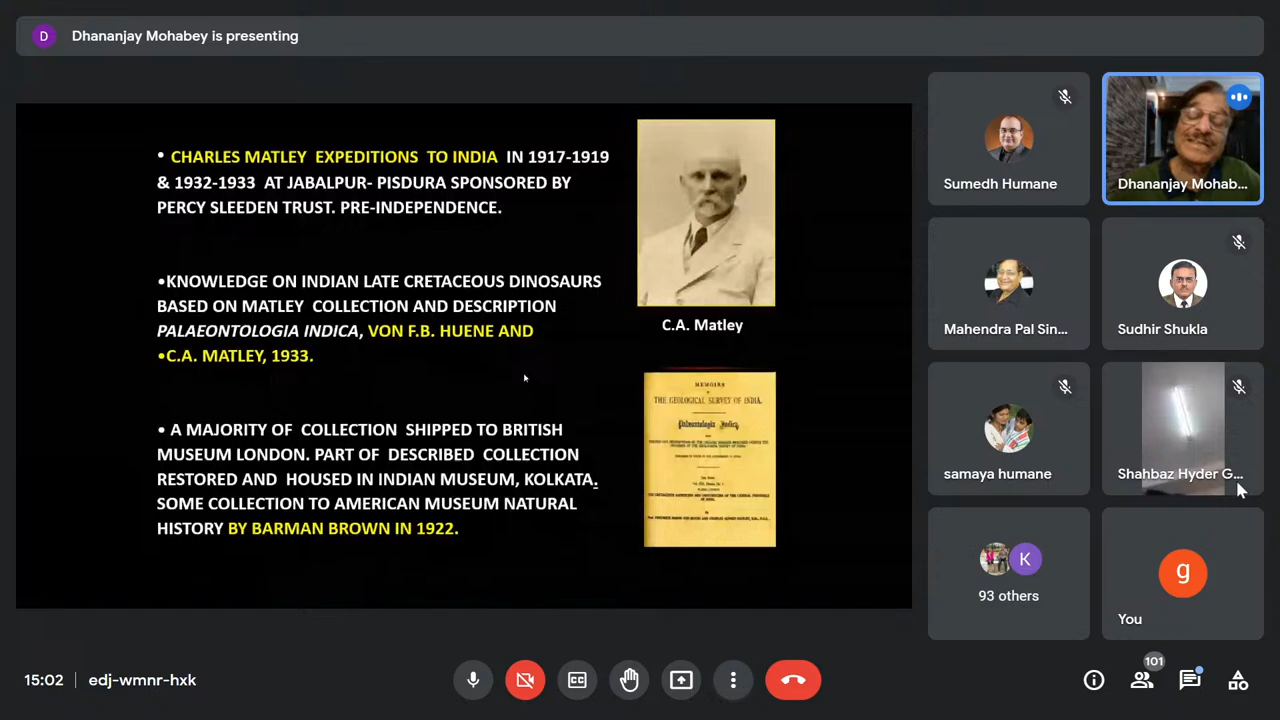 D
Dhananjay Mohabey is presenting
• CHARLES MATLEY EXPEDITIONS TO INDIA IN 1917-1919
& 1932-1933 AT JABALPUR- PISDURA SPONSORED BY
PERCY SLEEDEN TRUST. PRE-INDEPENDENCE.
•KNOWLEDGE ON INDIAN LATE CRETACEOUS DINOSAURS
BASED ON MATLEY COLLECTION AND DESCRIPTION
PALAEONTOLOGIA INDICA, VON F.B. HUENE AND
•C.A. MATLEY, 1933.
• A MAJORITY OF COLLECTION SHIPPED TO BRITISH
MUSEUM LONDON. PART OF DESCRIBED COLLECTION
RESTORED AND HOUSED IN INDIAN MUSEUM, KOLKATA.
SOME COLLECTION TO AMERICAN MUSEUM NATURAL
HISTORY BY BARMAN BROWN IN 1922.
C.A. Matley
MEMOIRS
THE GEOLOGICAL SURVEY OF INDIA.
Palaeontologia Indica,
Sumedh Humane
Dhananjay Mohab...
Mahendra Pal Sin...
Sudhir Shukla
samaya humane
Shahbaz Hyder G...
K
93 others
g
You
15:02 | edj-wmnr-hxk
101